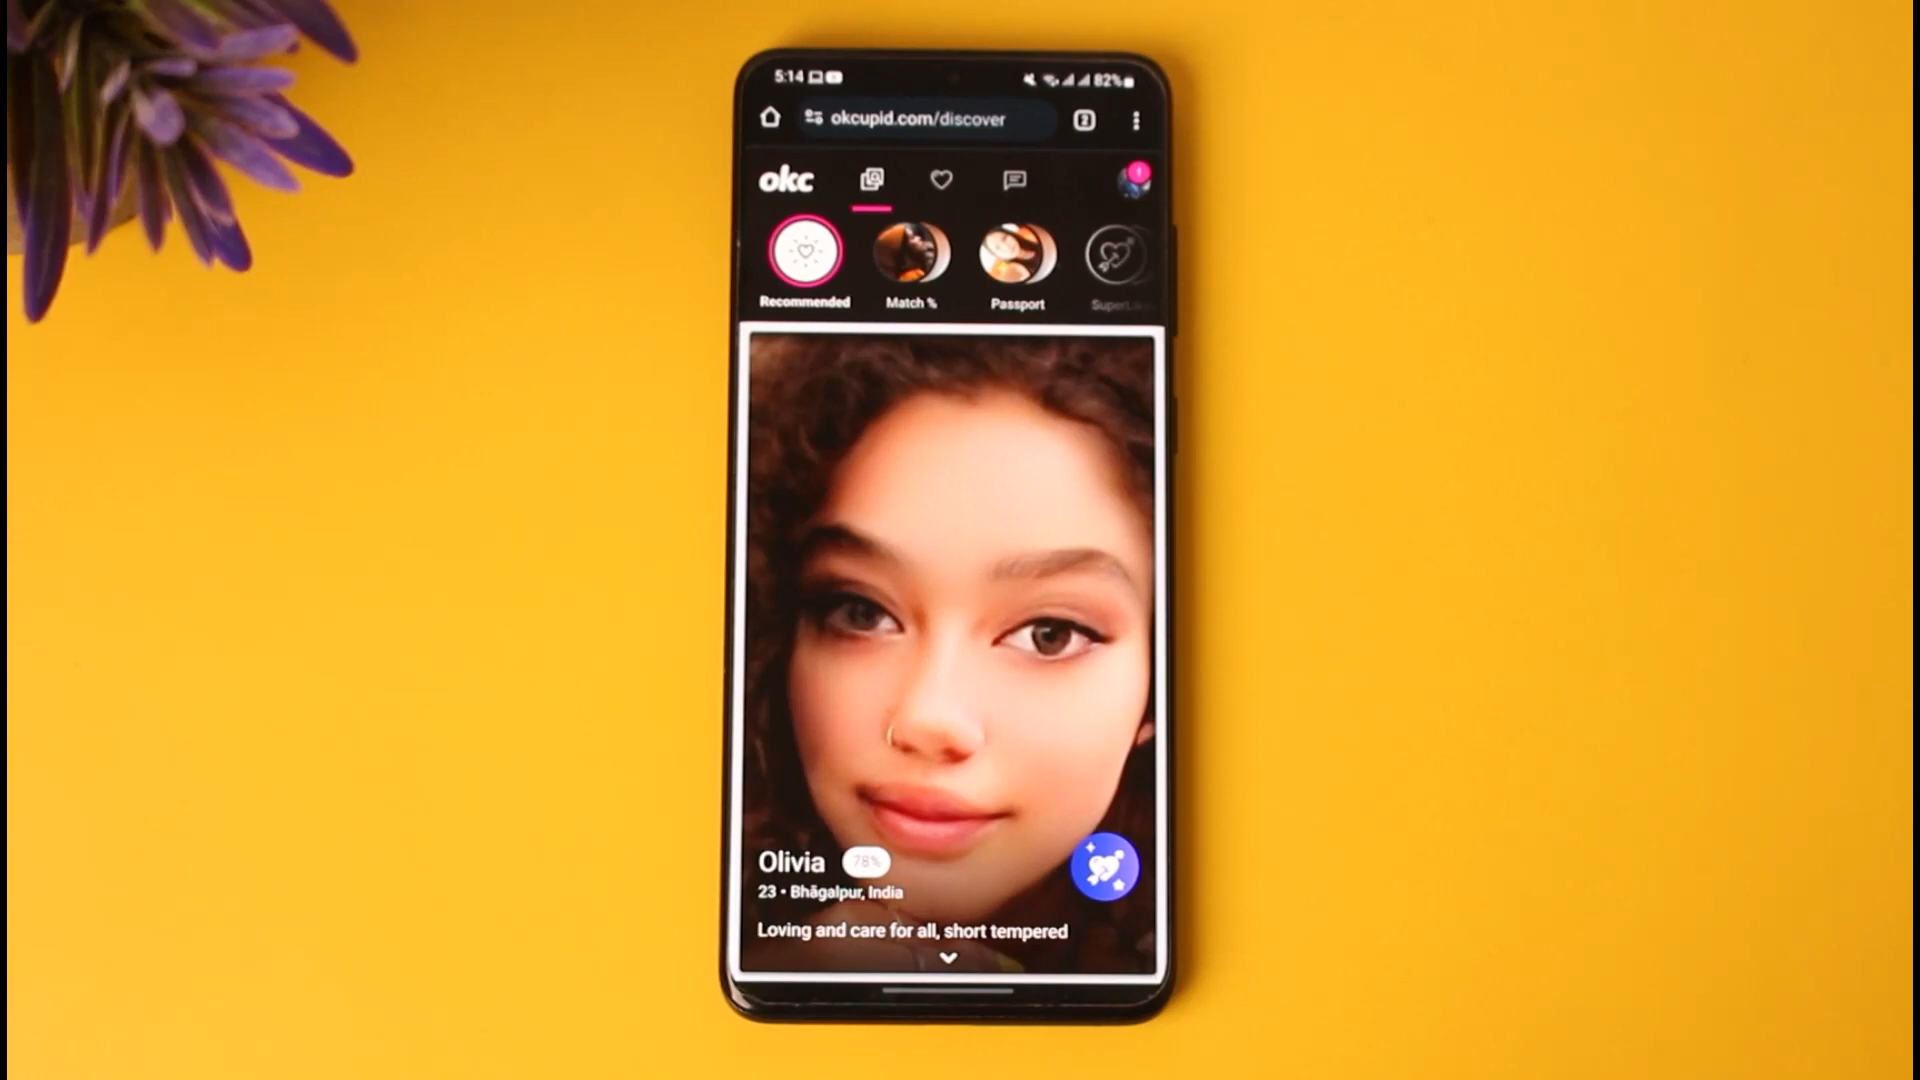 5:14
82%
okcupid.com/discover
2
okc
1
Recommended
Match %
Passport
Olivia 78%
23 • Bhāgalpur, India
Loving and care for all, short tempered